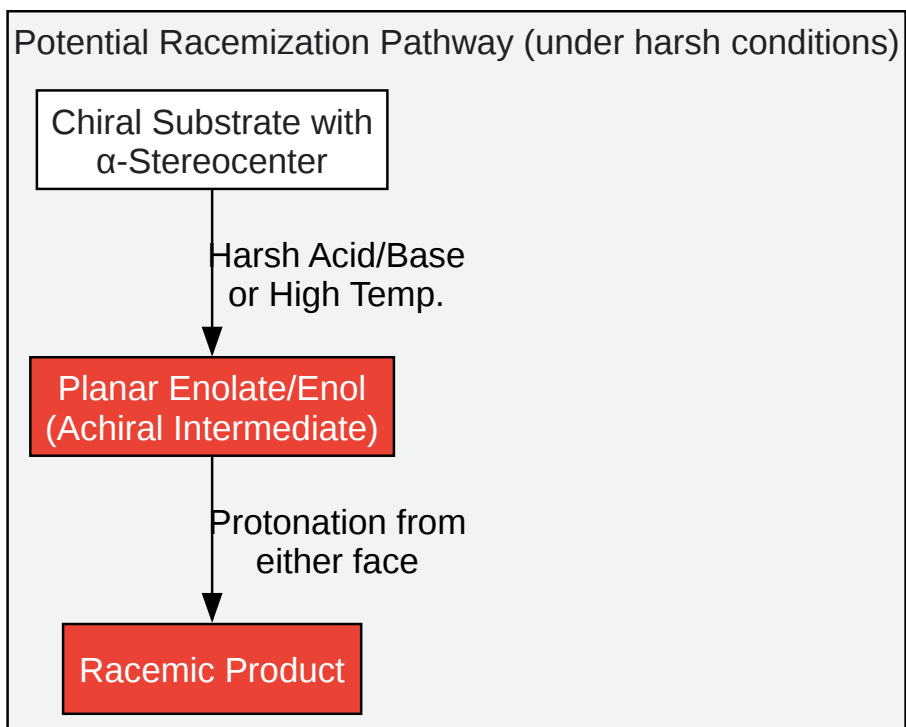 Potential Racemization Pathway (under harsh conditions)
Chiral Substrate with
α-Stereocenter
Harsh Acid/Base
or High Temp.
Planar Enolate/Enol
(Achiral Intermediate)
Protonation from
either face
Racemic Product